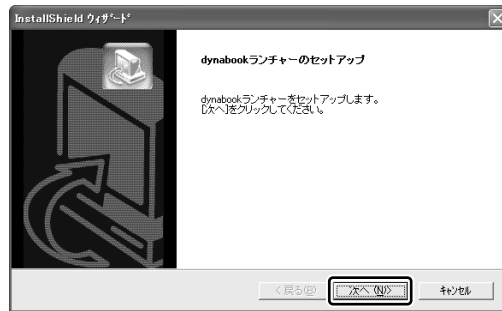 InstallShield ウィザード
dynabookランチャーのセットアップ
dynabookランチャーをセットアップします。
[次へ]をクリックしてください。
< 戻る(B)
次へ (N)>
キャンセル